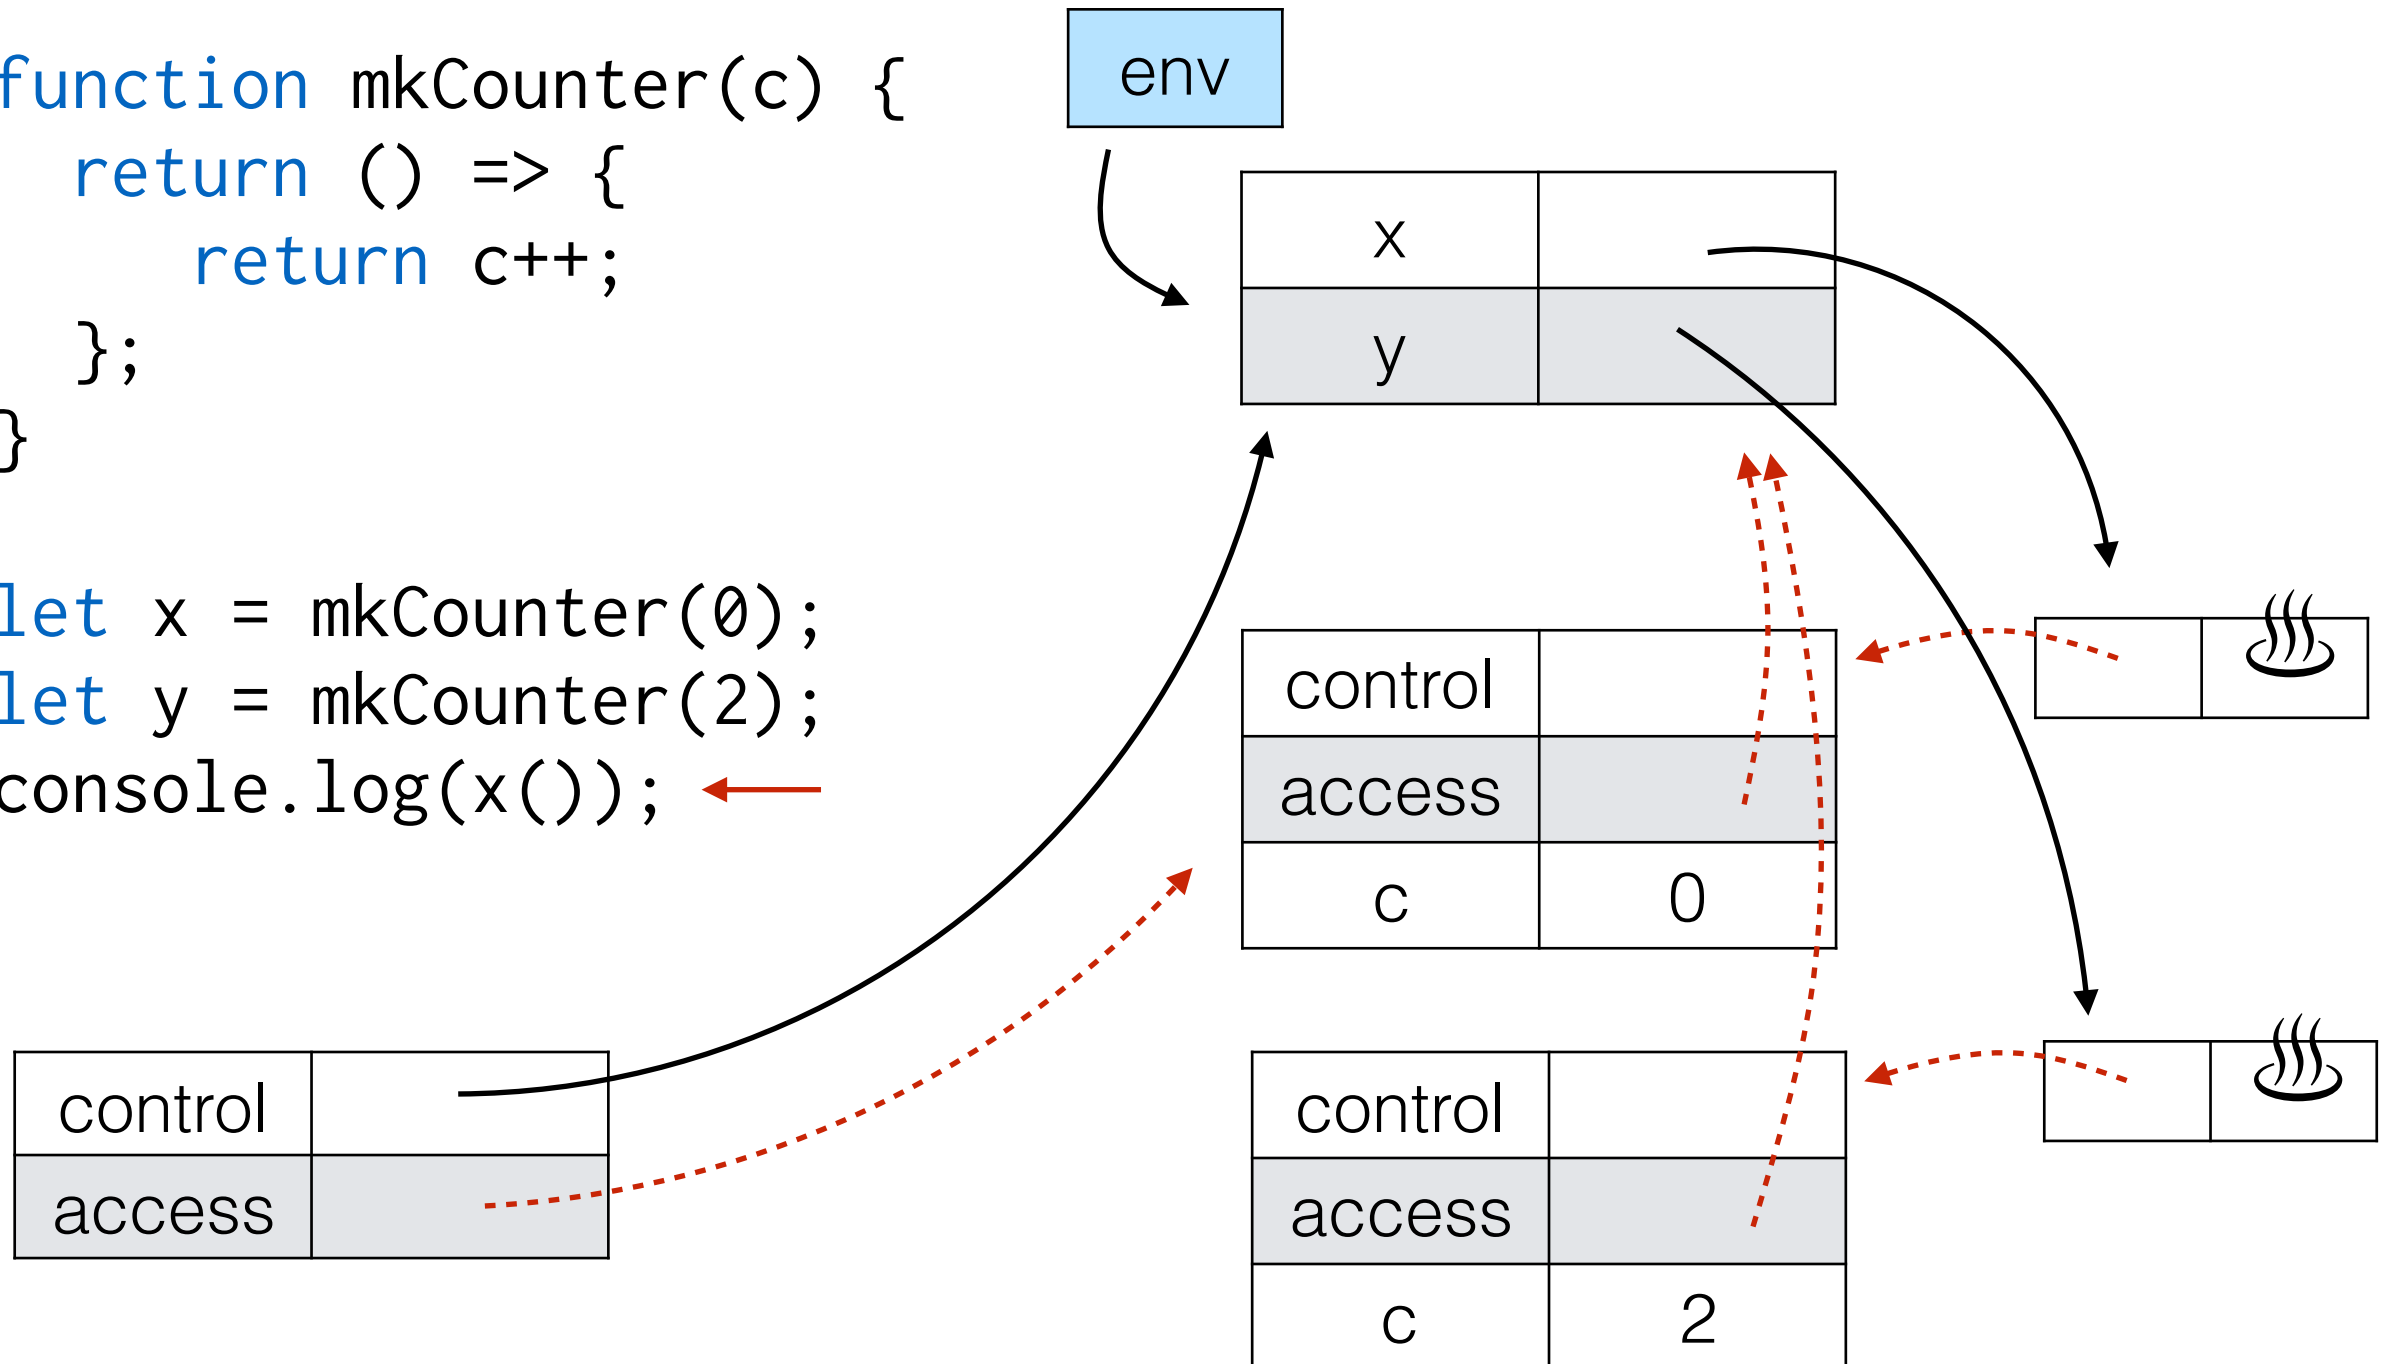 function mkCounter(c) {
return () => {
return c++;
};
}
let x = mkCounter(0);
let y = mkCounter(2);
console.log(x());
env
x
y
control
access
c 0
control
access
control
access
c 2